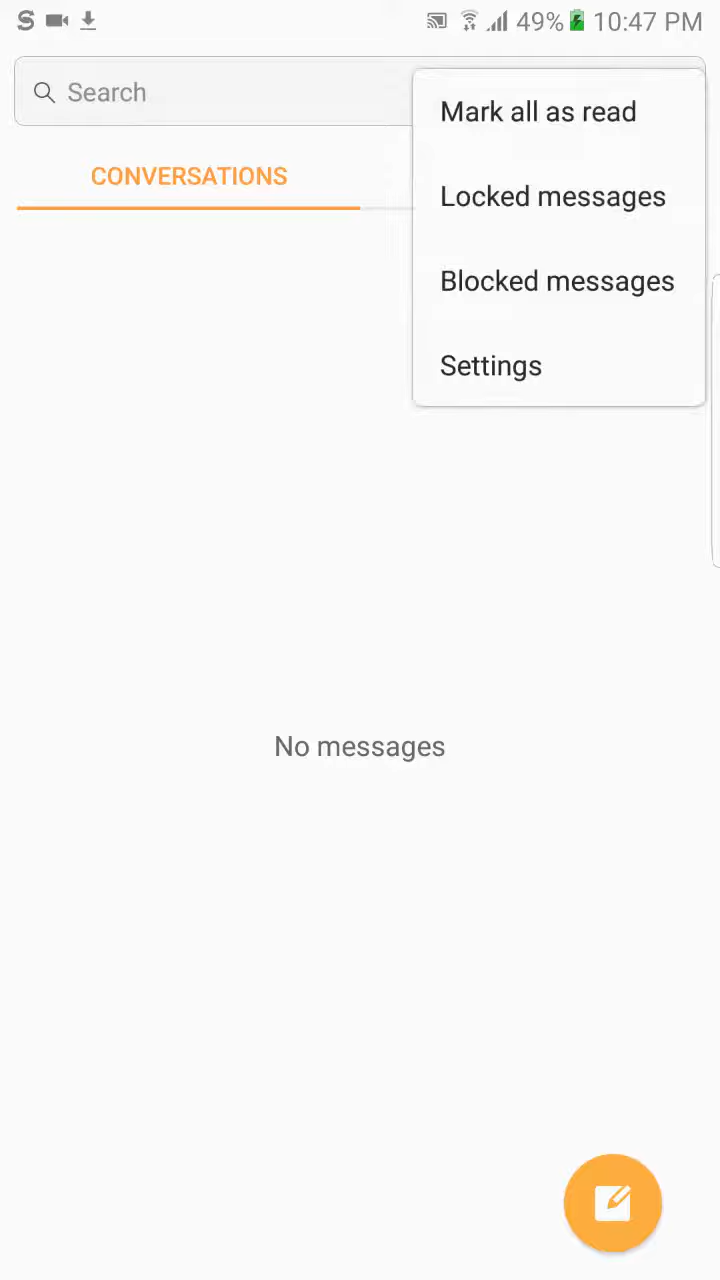 49% 10:47 PM
Search
Mark all as read
CONVERSATIONS
Locked messages
Blocked messages
Settings
No messages